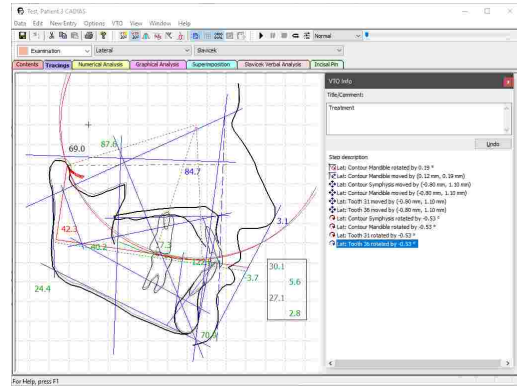 Test, Patient3 CADIAS
Data Edit New Entry Options VTO View Window Help
Normal
Examination Lateral Slavicek
Contents Tracings Numerical Analysis Graphical Analysis Superimposition Slavicek Verbal Analysis Incisal Pin
VTO Info
Title/Comment:
Treatment
Undo
Step description
Lat: Contour Mandible rotated by 0.19 °
Lat: Contour Mandible moved by (0.12 mm, 0.19 mm)
Lat: Contour Symphysis moved by (-0.80 mm, 1.10 mm)
Lat: Contour Mandible moved by (-0.80 mm, 1.10 mm)
Lat: Tooth 31 moved by (-0.80 mm, 1.10 mm)
Lat: Tooth 36 moved by (-0.80 mm, 1.10 mm)
Lat: Contour Symphysis rotated by -0.53 °
Lat: Contour Mandible rotated by -0.53 °
Lat: Tooth 31 rotated by -0.53 °
Lat: Tooth 36 rotated by -0.53 °
69.0
87.6
84.7
3.1
42.3
-3.7
30.1
5,6
27.1
2,8
24.4
For Help, press F1